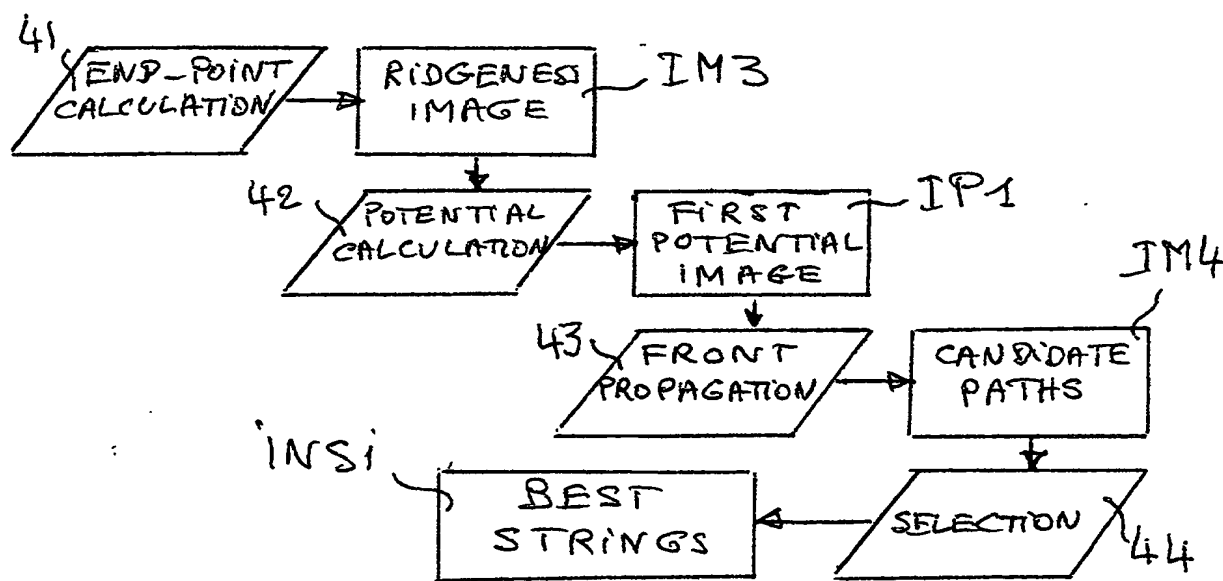 41
END-POINT
CALCULATION
RIDGENESS
IMAGE
IM3
42
POTENTIAL
CALCULATION
FIRST
POTENTIAL
IMAGE
IP1
43
FRONT
PROPAGATION
CANDIDATE
PATHS
IM4
INSi
BEST
STRINGS
SELECTION
44